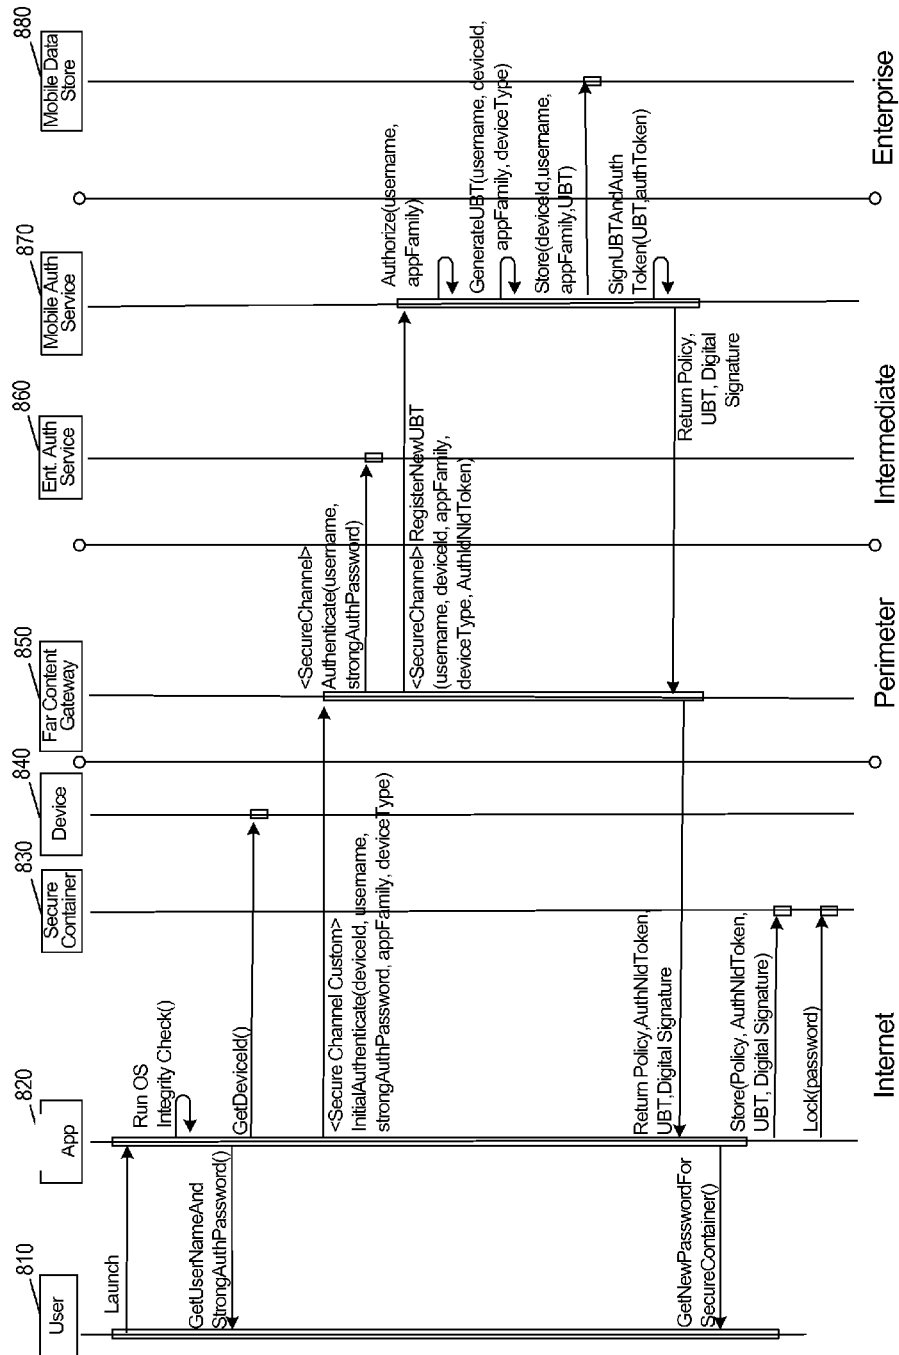 810
User
820
App
830
Secure
Container
840
Device
850
Far Content
Gateway
860
Ent. Auth
Service
870
Mobile Auth
Service
880
Mobile Data
Store
Launch
Run OS
Integrity Check()
GetUserNameAnd
StrongAuthPassword()
GetDeviceId()
<Secure Channel Custom>
InitialAuthenticate(deviceId, username,
strongAuthPassword, appFamily, deviceType)
<SecureChannel>
Authenticate(username,
strongAuthPassword)
<SecureChannel> RegisterNewUBT
(username, deviceId, appFamily,
deviceType, AuthIdNIdToken)
Authorize(username,
appFamily)
GenerateUBT(username, deviceId,
appFamily, deviceType)
Store(deviceId,username,
appFamily,UBT)
SignUBTAndAuth
Token(UBT,authToken)
Return Policy,
UBT, Digital
Signature
Return Policy,AuthNIdToken,
UBT,Digital Signature
GetNewPasswordFor
SecureContainer()
Store(Policy, AuthNIdToken,
UBT, Digital Signature)
Lock(password)
Internet
Perimeter
Intermediate
Enterprise